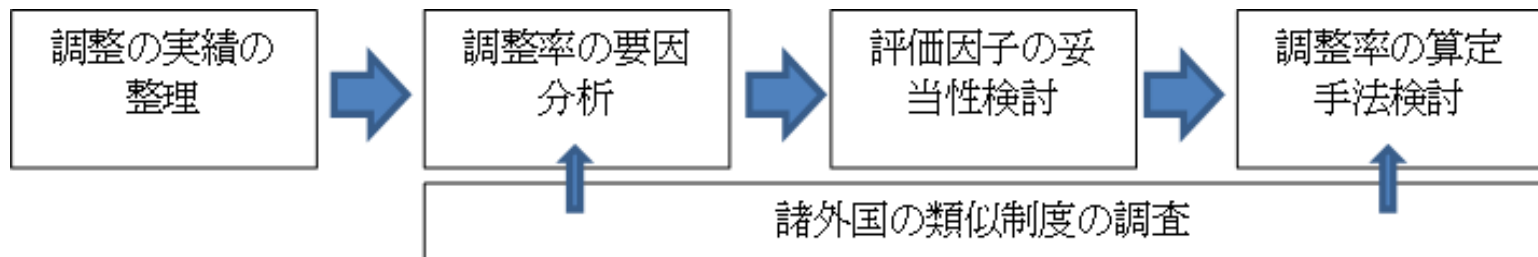 調整の実績の
整理
調整率の要因
分析
評価因子の妥
当性検討
調整率の算定
手法検討
諸外国の類似制度の調査